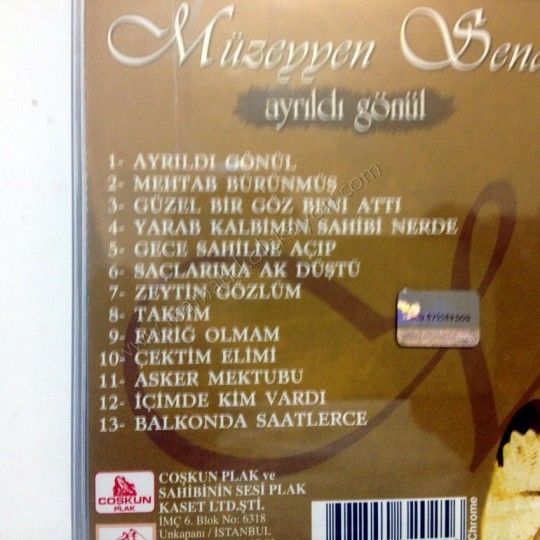 Müzeyyen Sena
ayrıldı gönül
1- AYRILDI GÖNÜL
2- MEHTAB BÜRÜNMÜŞ
3- GÜZEL BİR GÖZ BENİ ATTI
4- YARAB KALBİMİN SAHİBİ NERDE
5- GECE SAHİLDE AÇIP
6- SAÇLARIMA AK DÜŞTÜ
7- ZEYTİN GÖZLÜM
8- TAKSİM
9- FARİĞ OLMAM
10- ÇEKTİM ELİMİ
11- ASKER MEKTUBU
12- İÇİMDE KİM VARDI
13- BALKONDA SAATLERCE
COŞKUN
PLAK
COŞKUN PLAK ve
SAHİBİNİN SESİ PLAK
KASET LTD.ŞTİ.
İMÇ 6. Blok No: 6318
Unkapanı / İSTANBUL
Chrome